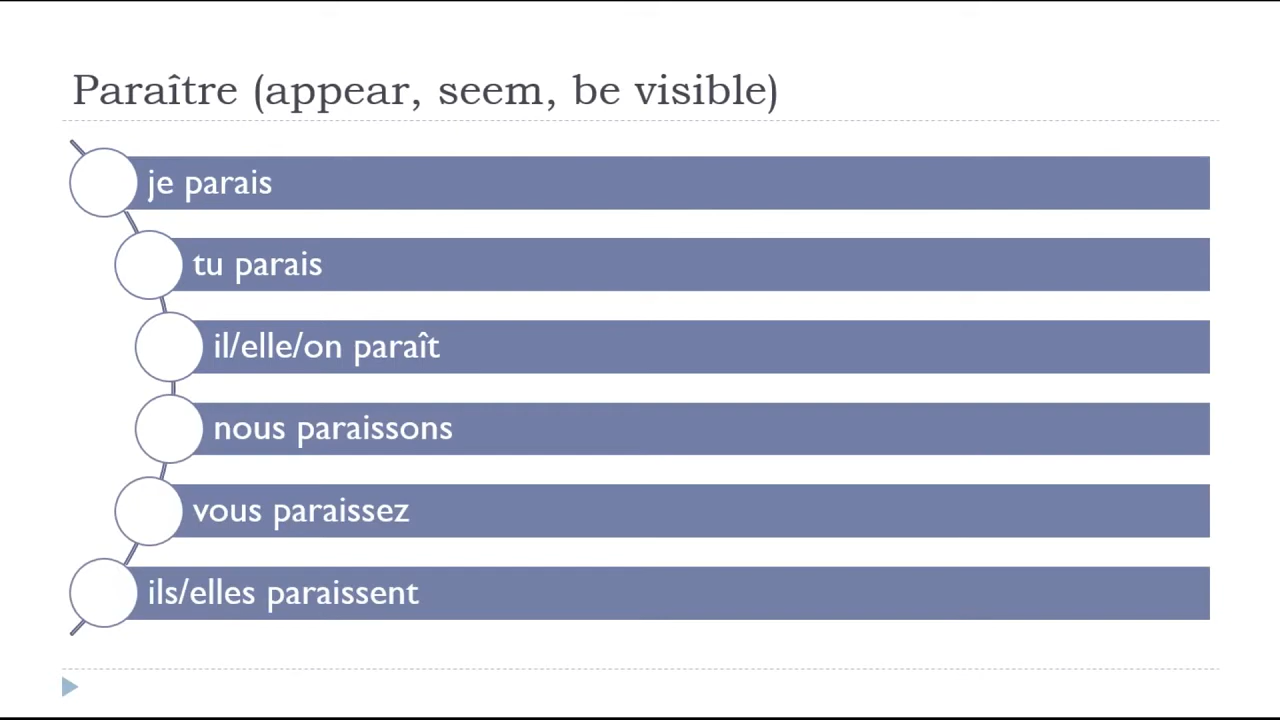 Paraître (appear, seem, be visible)
je parais
tu parais
il/elle/on paraît
nous paraissons
vous paraissez
ils/elles paraissent